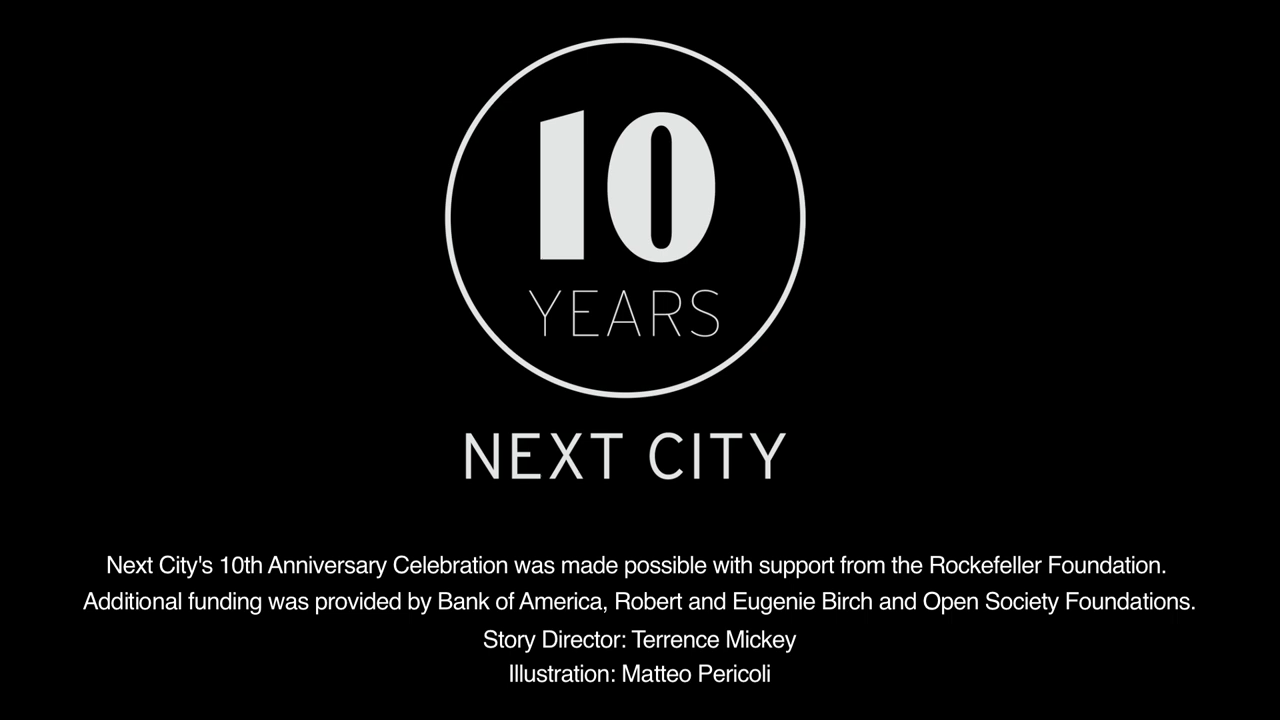 10
YEARS
NEXT CITY
Next City's 10th Anniversary Celebration was made possible with support from the Rockefeller Foundation.
Additional funding was provided by Bank of America, Robert and Eugenie Birch and Open Society Foundations.
Story Director: Terrence Mickey
Illustration: Matteo Pericoli